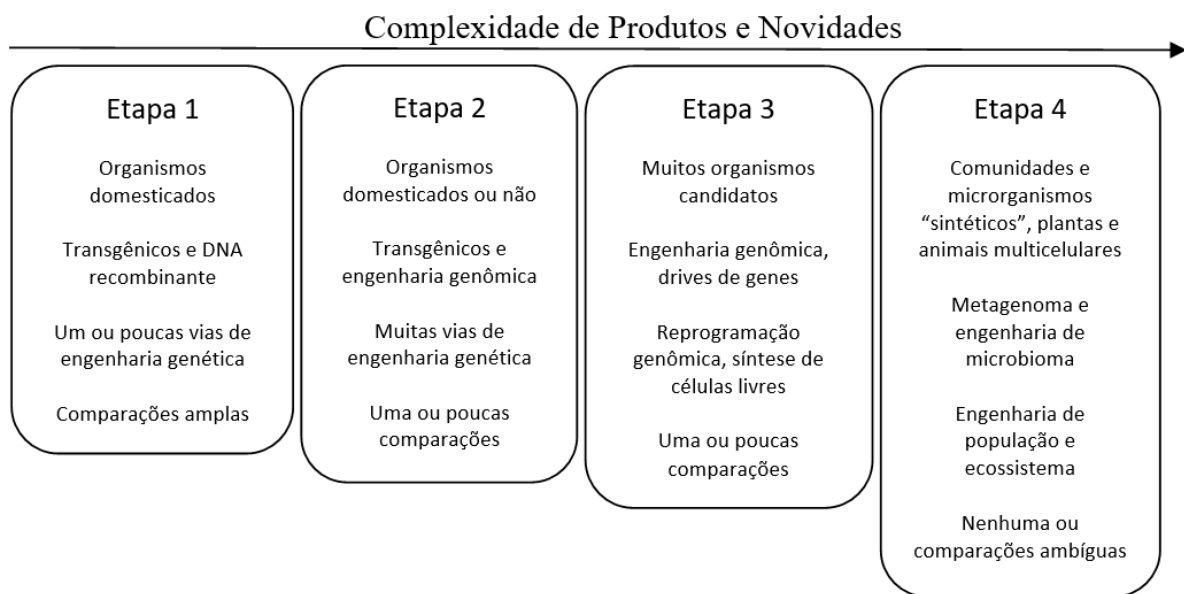 Complexidade de Produtos e Novidades
Etapa 1
Organismos
domesticados
Transgênicos e DNA
recombinante
Um ou poucas vias de
engenharia genética
Comparações amplas
Etapa 2
Organismos
domesticados ou não
Transgênicos e
engenharia genômica
Muitas vias de
engenharia genética
Uma ou poucas
comparações
Etapa 3
Muitos organismos
candidatos
Engenharia genômica,
drives de genes
Reprogramação
genômica, síntese de
células livres
Uma ou poucas
comparações
Etapa 4
Comunidades e
microrganismos
“sintéticos”, plantas e
animais multicelulares
Metagenoma e
engenharia de
microbioma
Engenharia de
população e
ecossistema
Nenhuma ou
comparações ambíguas